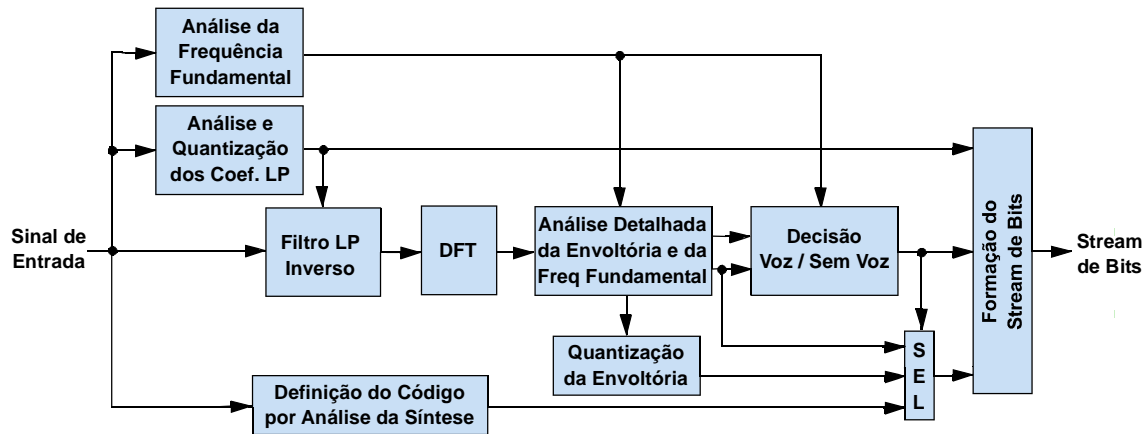 Análise da
Frequência
Fundamental
Análise e
Quantização
dos Coef. LP
Sinal de
Entrada
Filtro LP
Inverso
DFT
Análise Detalhada
da Envoltória e da
Freq Fundamental
Decisão
Voz / Sem Voz
Formação do
Stream de Bits
Stream
de Bits
Quantização
da Envoltória
S
E
L
Definição do Código
por Análise da Síntese